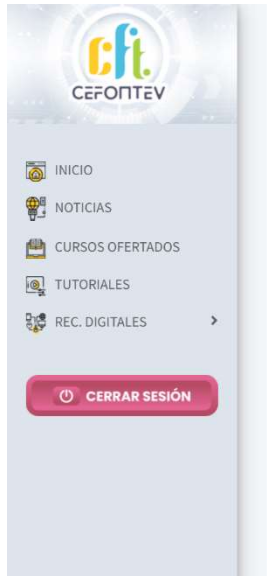 cft.
CEFONTEV
INICIO
NOTICIAS
CURSOS OFERTADOS
TUTORIALES
REC. DIGITALES
CERRAR SESIÓN